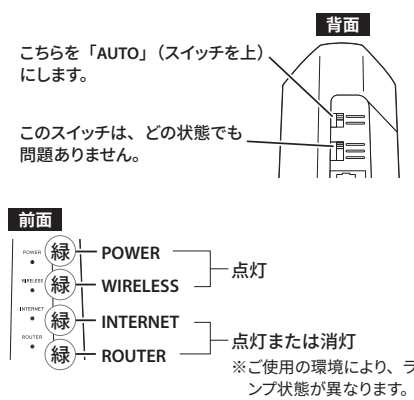 背面
こちらを「AUTO」（スイッチを上）
にします。
このスイッチは、どの状態でも
問題ありません。
前面
POWER
緑
POWER
WIRELESS
緑
WIRELESS
点灯
INTERNET
緑
INTERNET
ROUTER
緑
ROUTER
点灯または消灯
※ご使用の環境により、ラ
ンプ状態が異なります。